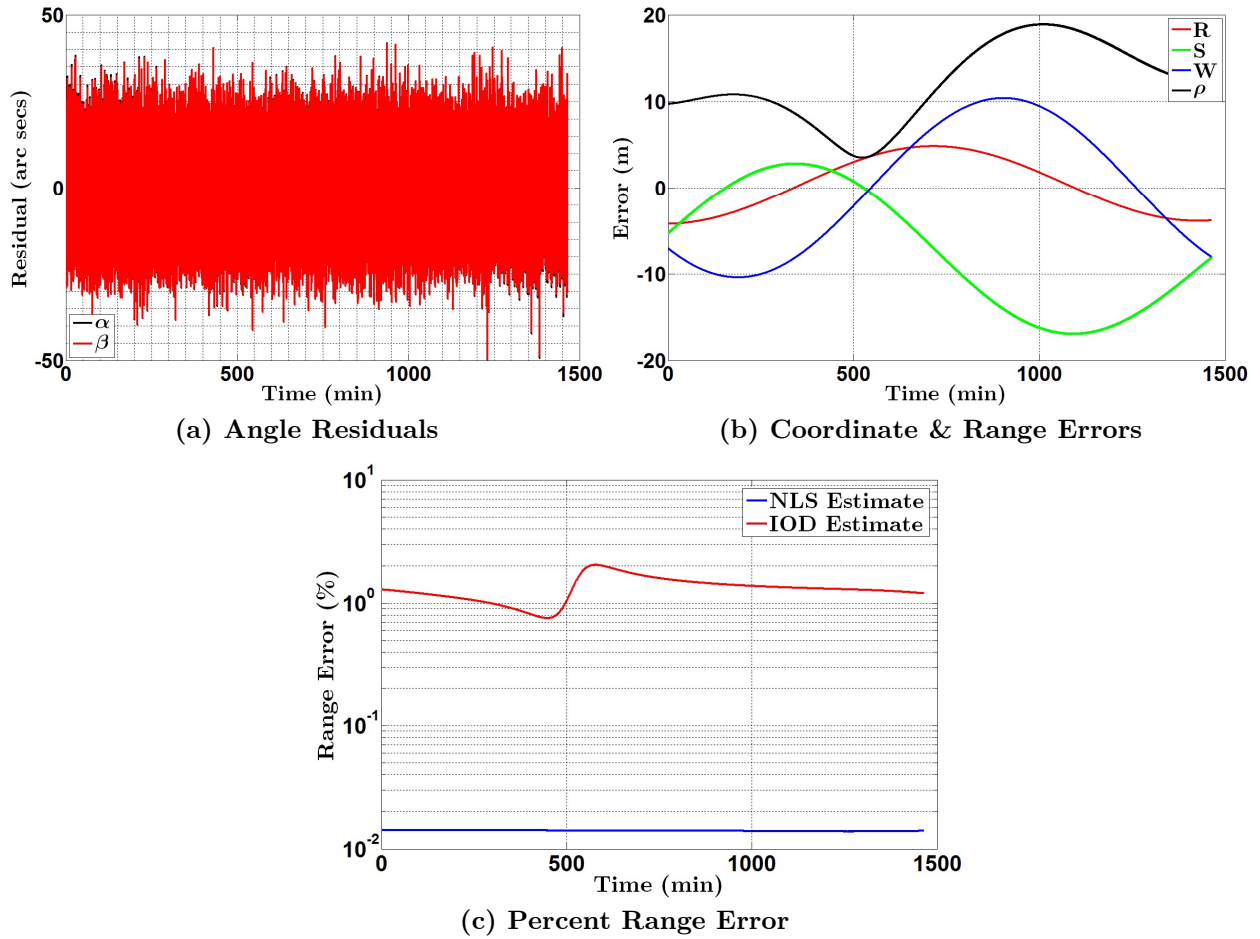 50
0
-50
Residual (arc secs)
α
β
0
500
1000
1500
Time (min)
(a) Angle Residuals
20
10
0
-10
-20
Error (m)
R
S
W
ρ
0
500
1000
1500
Time (min)
(b) Coordinate & Range Errors
10^1
10^0
10^-1
10^-2
Range Error (%)
NLS Estimate
IOD Estimate
0
500
1000
1500
Time (min)
(c) Percent Range Error